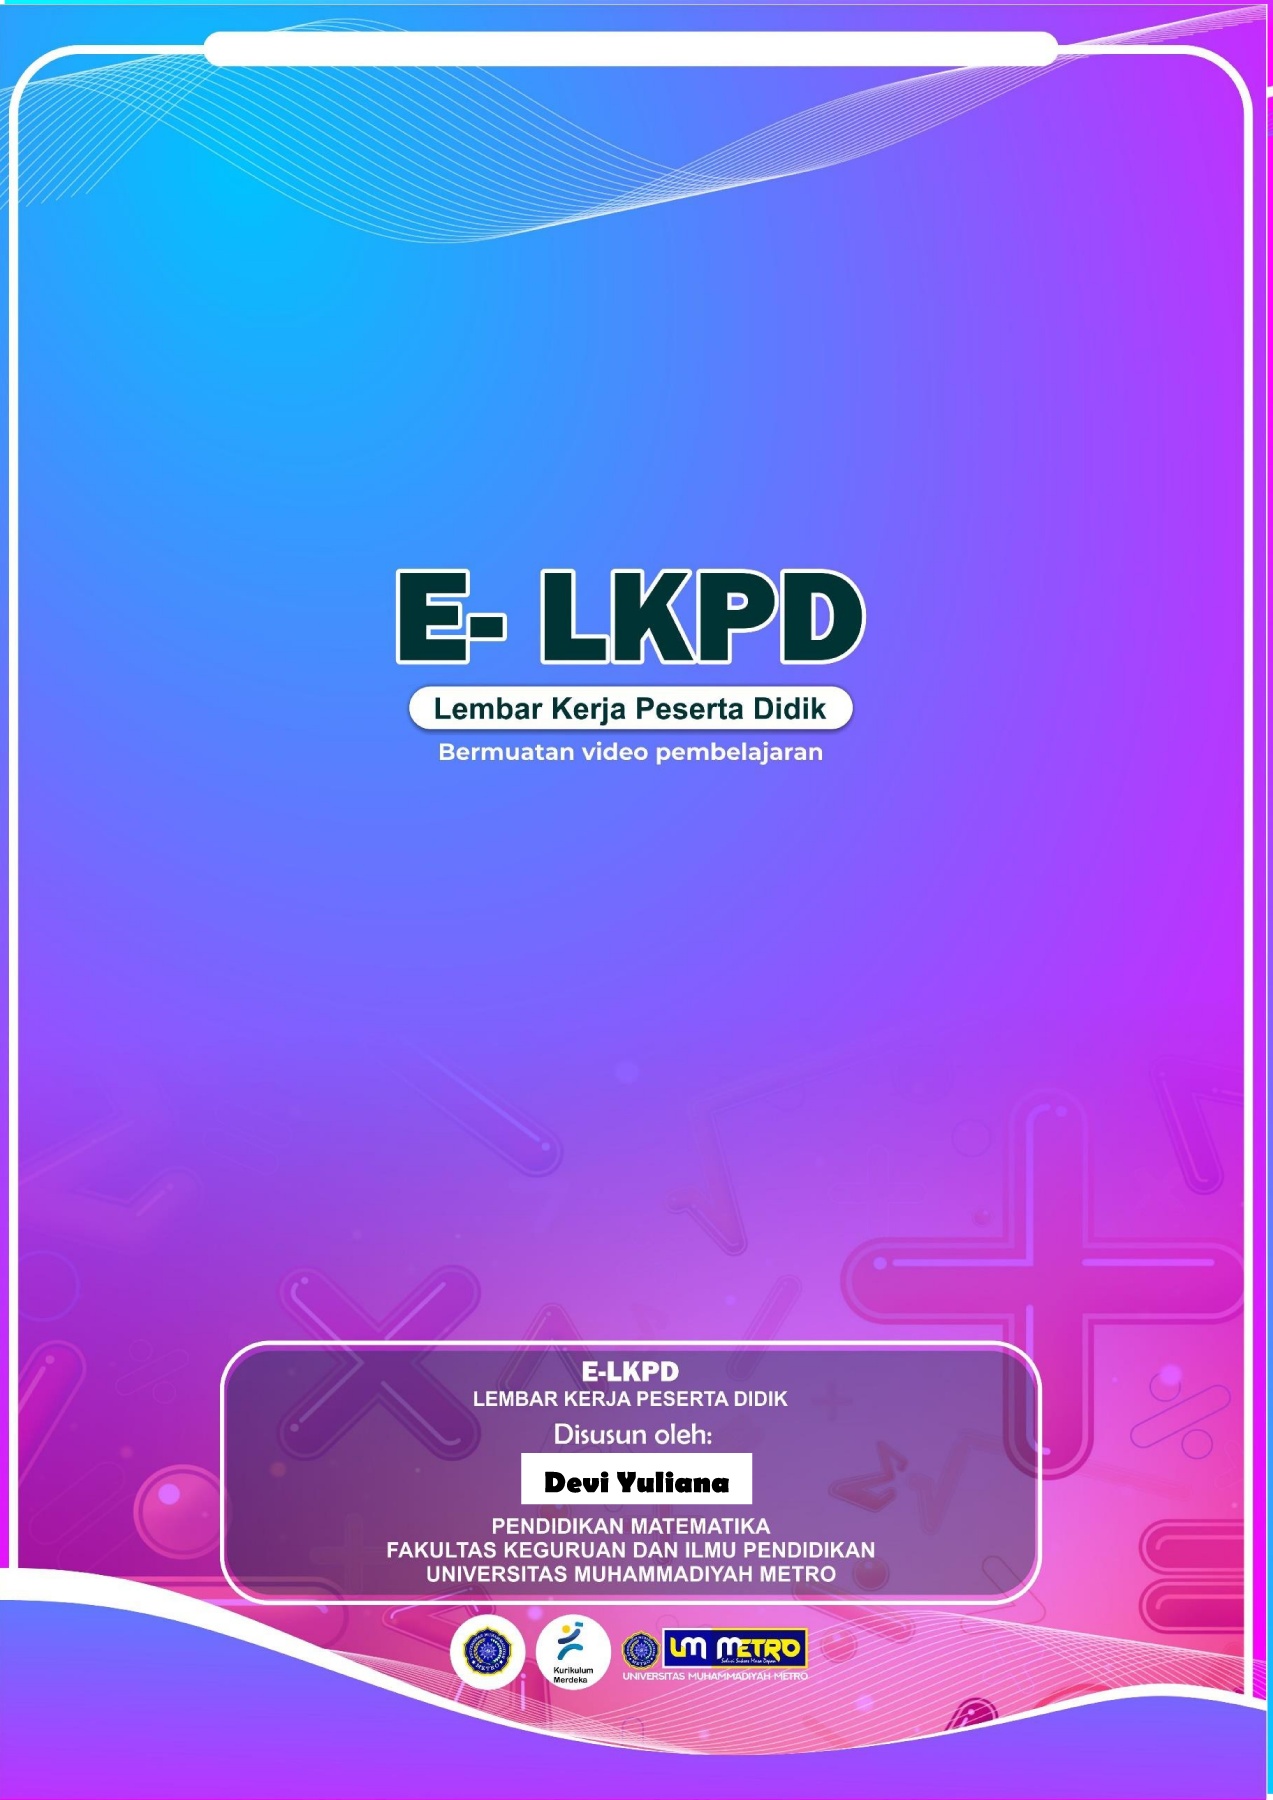 E- LKPD
Lembar Kerja Peserta Didik
Bermuatan video pembelajaran
E-LKPD
LEMBAR KERJA PESERTA DIDIK
Disusun oleh:
Devi Yuliana
PENDIDIKAN MATEMATIKA
FAKULTAS KEGURUAN DAN ILMU PENDIDIKAN
UNIVERSITAS MUHAMMADIYAH METRO
METRO
Kurikulum
Merdeka
UM METRO
UNIVERSITAS MUHAMMADIYAH METRO